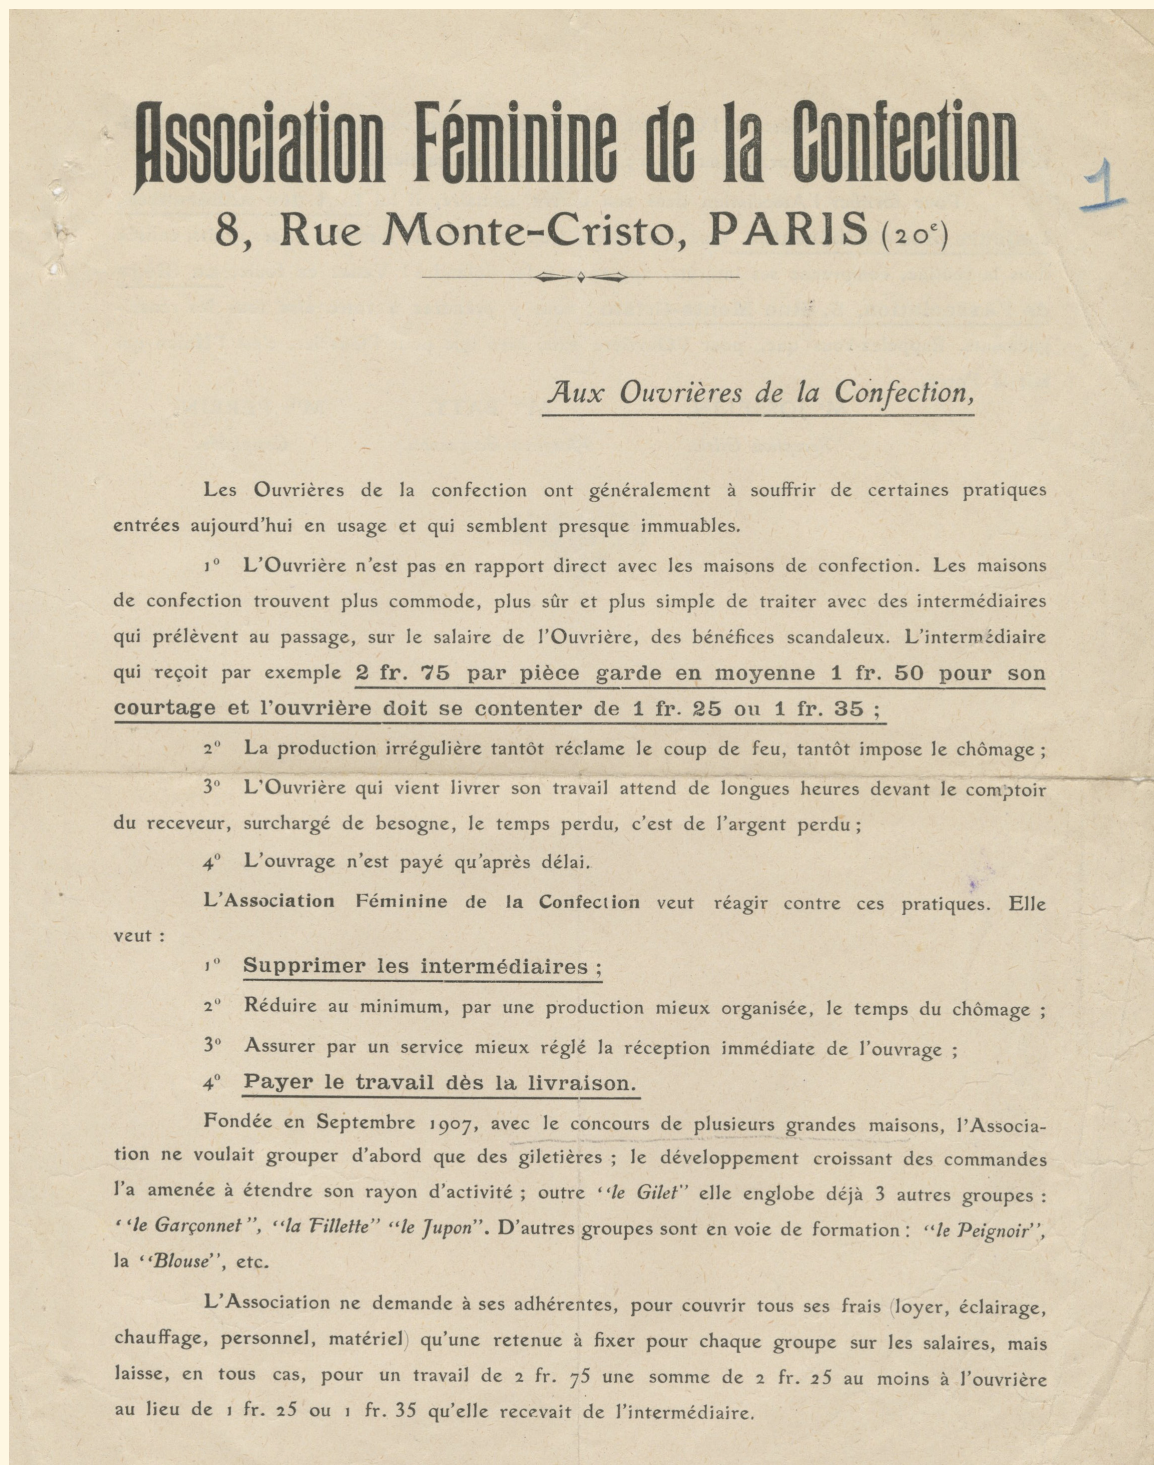 Association Féminine de la Confection
1
8, Rue Monte-Cristo, PARIS (20e)
Aux Ouvrières de la Confection,
Les Ouvrières de la confection ont généralement à souffrir de certaines pratiques
entrées aujourd'hui en usage et qui semblent presque immuables.
1º L'Ouvrière n'est pas en rapport direct avec les maisons de confection. Les maisons
de confection trouvent plus commode, plus sûr et plus simple de traiter avec des intermédiaires
qui prélèvent au passage, sur le salaire de l'Ouvrière, des bénéfices scandaleux. L'intermédiaire
qui reçoit par exemple 2 fr. 75 par pièce garde en moyenne 1 fr. 50 pour son
courtage et l'ouvrière doit se contenter de 1 fr. 25 ou 1 fr. 35 ;
2º La production irrégulière tantôt réclame le coup de feu, tantôt impose le chômage ;
3º L'Ouvrière qui vient livrer son travail attend de longues heures devant le comptoir
du receveur, surchargé de besogne, le temps perdu, c'est de l'argent perdu ;
4º L'ouvrage n'est payé qu'après délai.
L'Association Féminine de la Confection veut réagir contre ces pratiques. Elle
veut :
1º Supprimer les intermédiaires ;
2º Réduire au minimum, par une production mieux organisée, le temps du chômage ;
3º Assurer par un service mieux réglé la réception immédiate de l'ouvrage ;
4º Payer le travail dès la livraison.
Fondée en Septembre 1907, avec le concours de plusieurs grandes maisons, l'Associa-
tion ne voulait grouper d'abord que des giletières ; le développement croissant des commandes
l'a amenée à étendre son rayon d'activité ; outre "le Gilet" elle englobe déjà 3 autres groupes :
"le Garçonnet", "la Fillette" "le Jupon". D'autres groupes sont en voie de formation : "le Peignoir",
la "Blouse", etc.
L'Association ne demande à ses adhérentes, pour couvrir tous ses frais (loyer, éclairage,
chauffage, personnel, matériel) qu'une retenue à fixer pour chaque groupe sur les salaires, mais
laisse, en tous cas, pour un travail de 2 fr. 75 une somme de 2 fr. 25 au moins à l'ouvrière
au lieu de 1 fr. 25 ou 1 fr. 35 qu'elle recevait de l'intermédiaire.